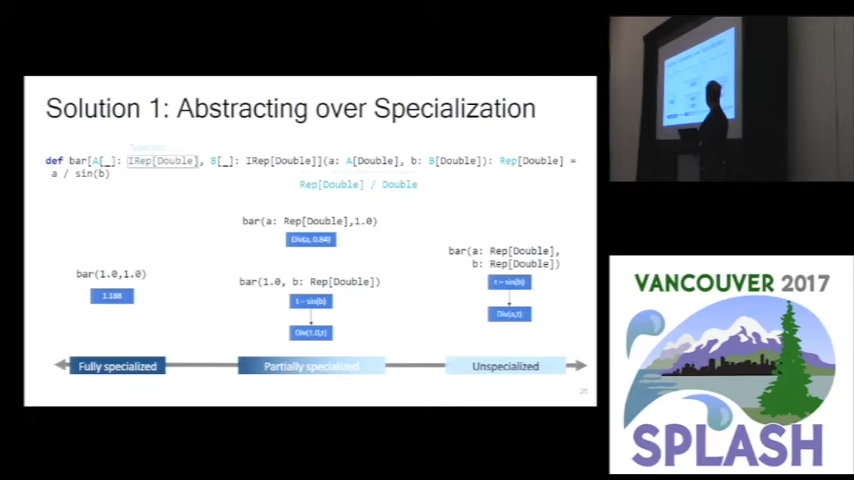 Solution 1: Abstracting over Specialization
Typeclass
def bar[A[_]: IRep[Double], B[_]: IRep[Double]](a: A[Double], b: B[Double]): Rep[Double] =
a / sin(b)
Rep[Double] / Double
bar(a: Rep[Double],1.0)
Div(a, 0.84)
bar(a: Rep[Double],
b: Rep[Double])
bar(1.0,1.0)
1.188
bar(1.0, b: Rep[Double])
t = sin(b)
Div(1.0,t)
t = sin(b)
Div(a,t)
Fully specialized
Partially specialized
Unspecialized
VANCOUVER 2017
SPLASH